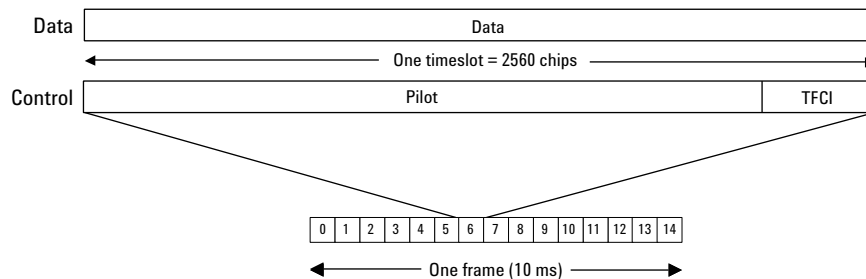 Data Data
One timeslot = 2560 chips
Control Pilot TFCI
0 1 2 3 4 5 6 7 8 9 10 11 12 13 14
One frame (10 ms)